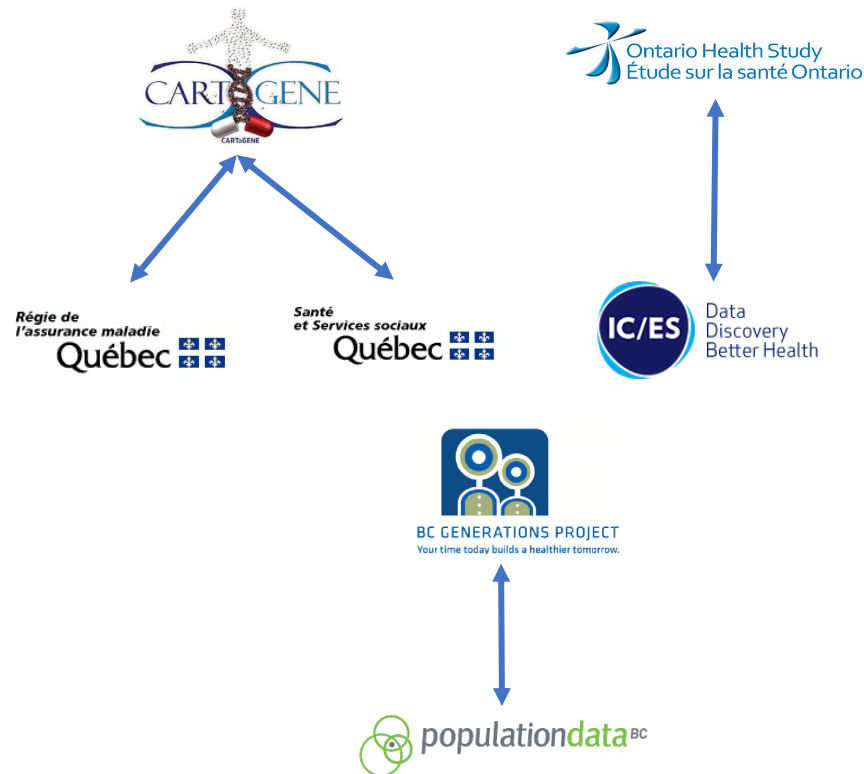 CARTAGENE
CARTaGENE
Ontario Health Study
Étude sur la santé Ontario
Régie de
l'assurance maladie
Québec
Santé
et Services sociaux
Québec
IC/ES
Data
Discovery
Better Health
BC GENERATIONS PROJECT
Your time today builds a healthier tomorrow.
populationdata BC